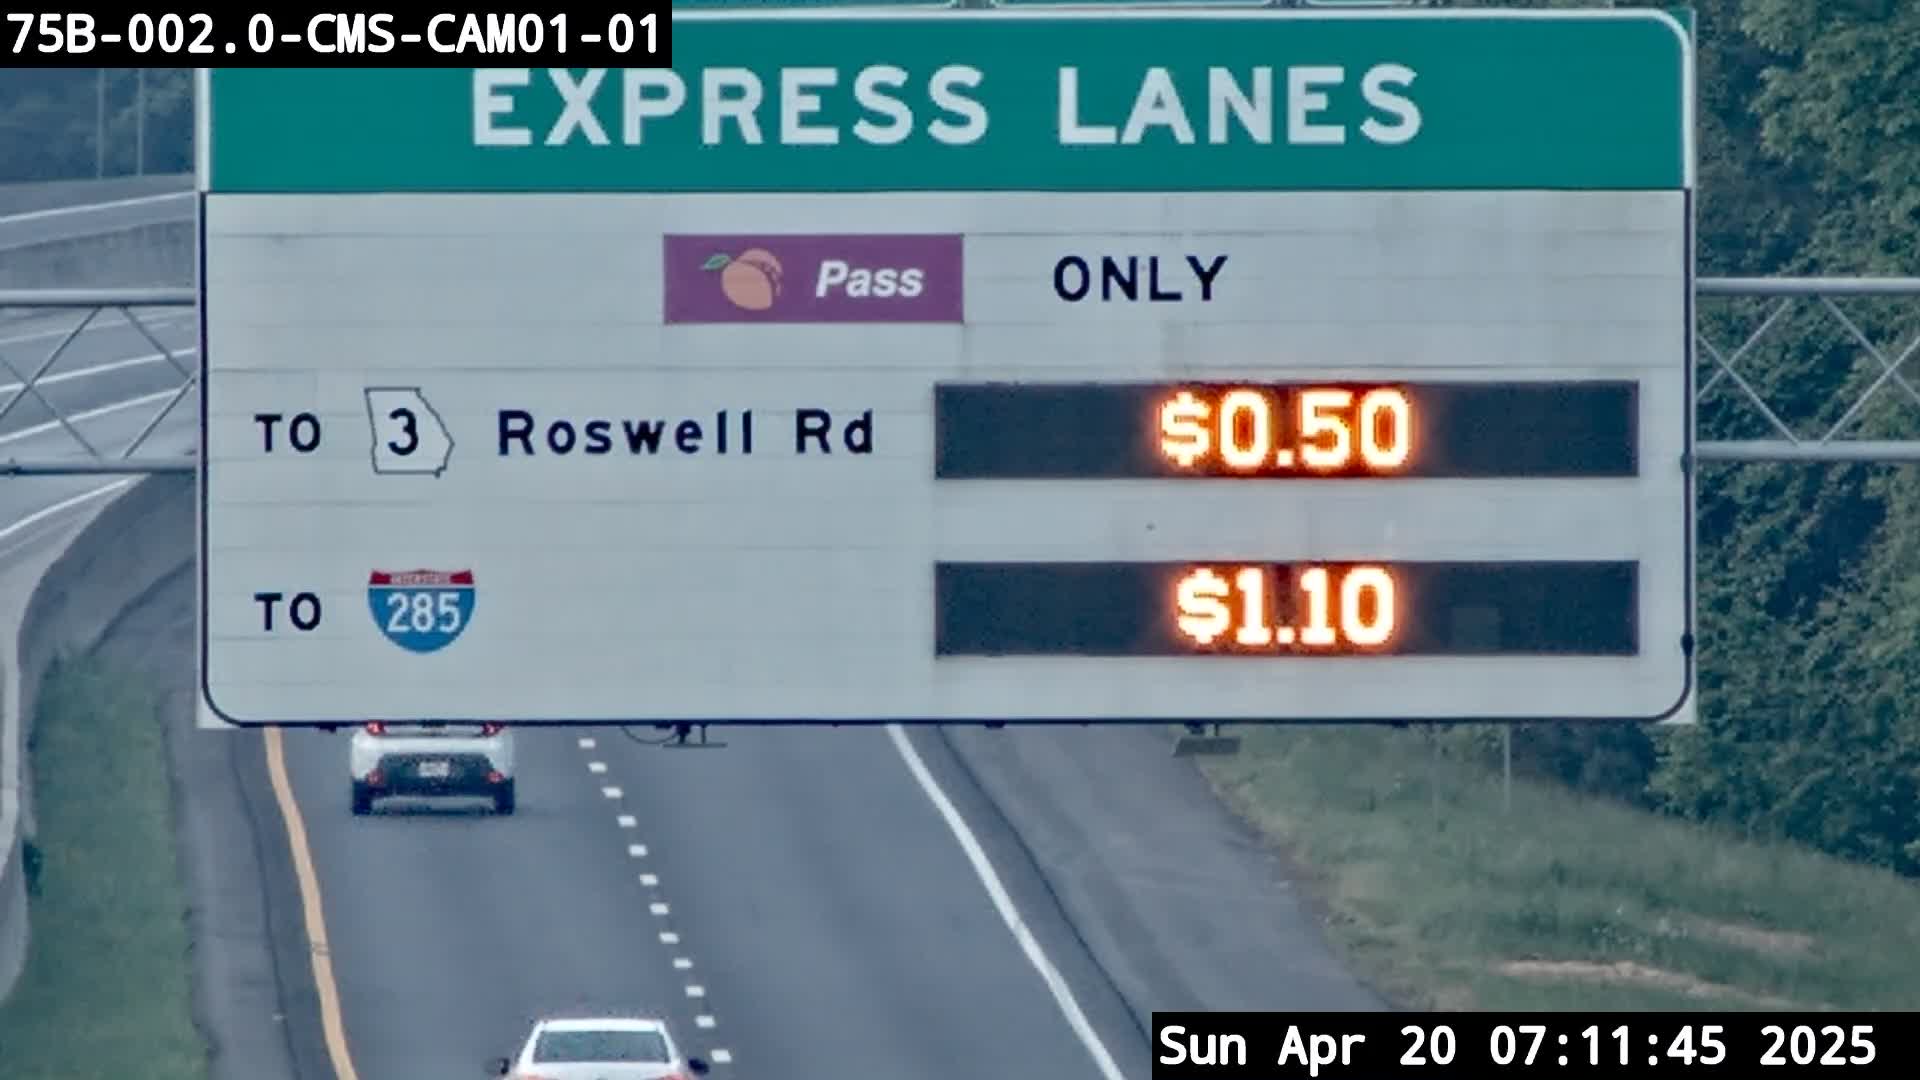 75B-002.0-CMS-CAM01-01
EXPRESS LANES
Pass ONLY
TO 3 Roswell Rd $0.50
TO INTERSTATE 285 $1.10
Sun Apr 20 07:11:45 2025